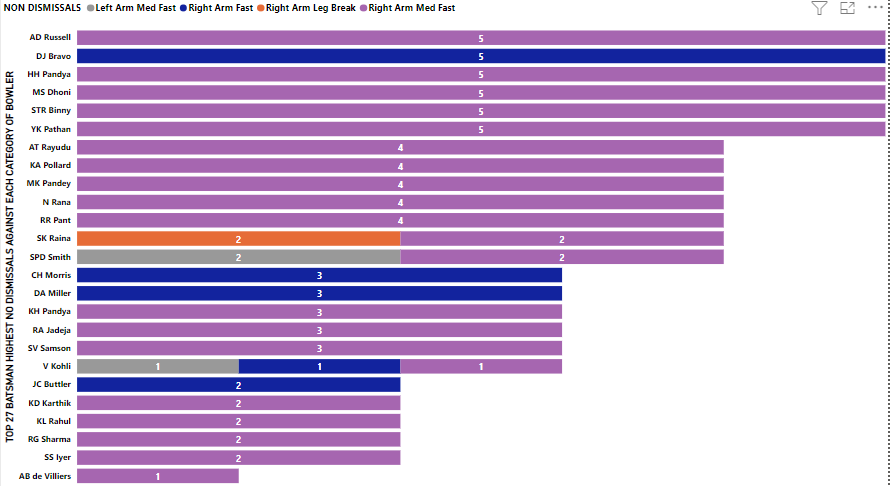 NON DISMISSALS Left Arm Med Fast Right Arm Fast Right Arm Leg Break Right Arm Med Fast
TOP 27 BATSMAN HIGHEST NO DISMISSALS AGAINST EACH CATEGORY OF BOWLER
AD Russell 5
DJ Bravo 5
HH Pandya 5
MS Dhoni 5
STR Binny 5
YK Pathan 5
AT Rayudu 4
KA Pollard 4
MK Pandey 4
N Rana 4
RR Pant 4
SK Raina 2 2
SPD Smith 2 2
CH Morris 3
DA Miller 3
KH Pandya 3
RA Jadeja 3
SV Samson 3
V Kohli 1 1 1
JC Buttler 2
KD Karthik 2
KL Rahul 2
RG Sharma 2
SS Iyer 2
AB de Villiers 1